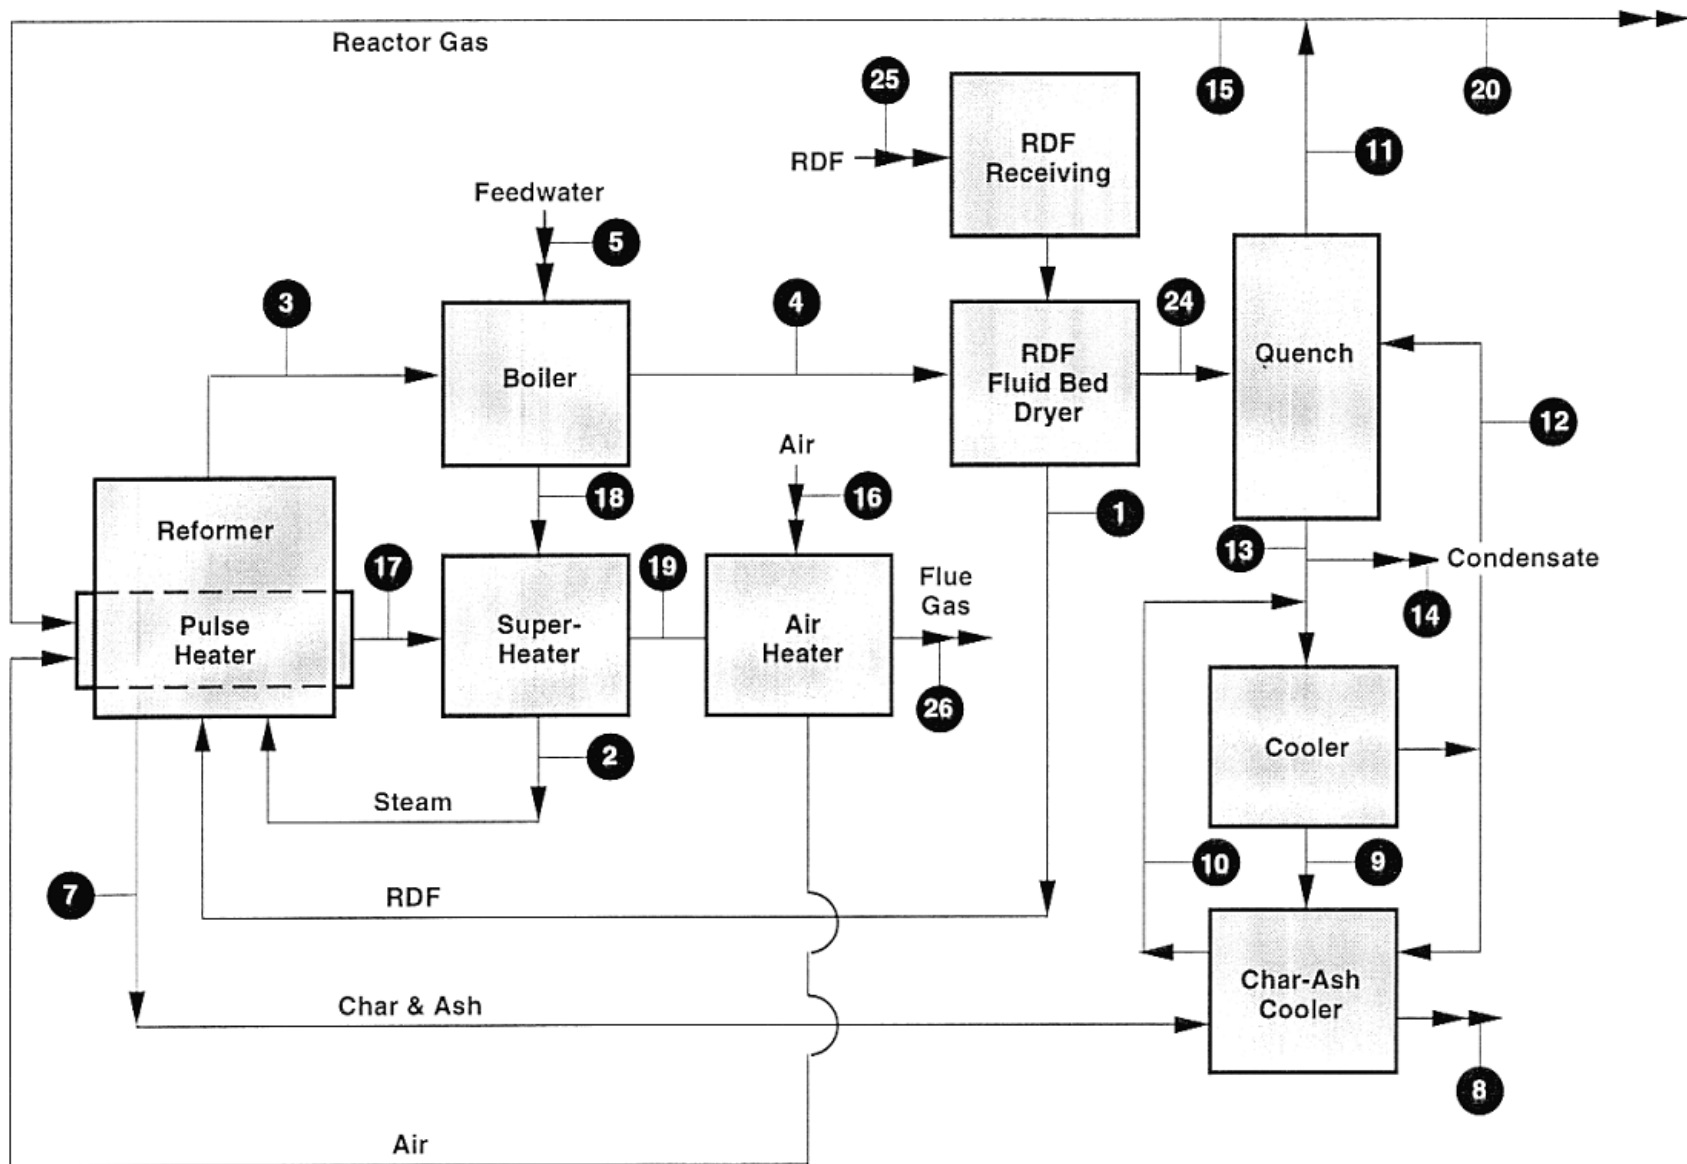 Reactor Gas
15
20
25
11
RDF
RDF
Receiving
Feedwater
5
3
4
24
Boiler
RDF
Fluid Bed
Dryer
Quench
12
Air
18
16
1
Reformer
13
Condensate
17
19
Flue
Gas
14
Pulse
Heater
Super-
Heater
Air
Heater
26
2
Cooler
Steam
10
9
7
RDF
Char-Ash
Cooler
Char & Ash
8
Air